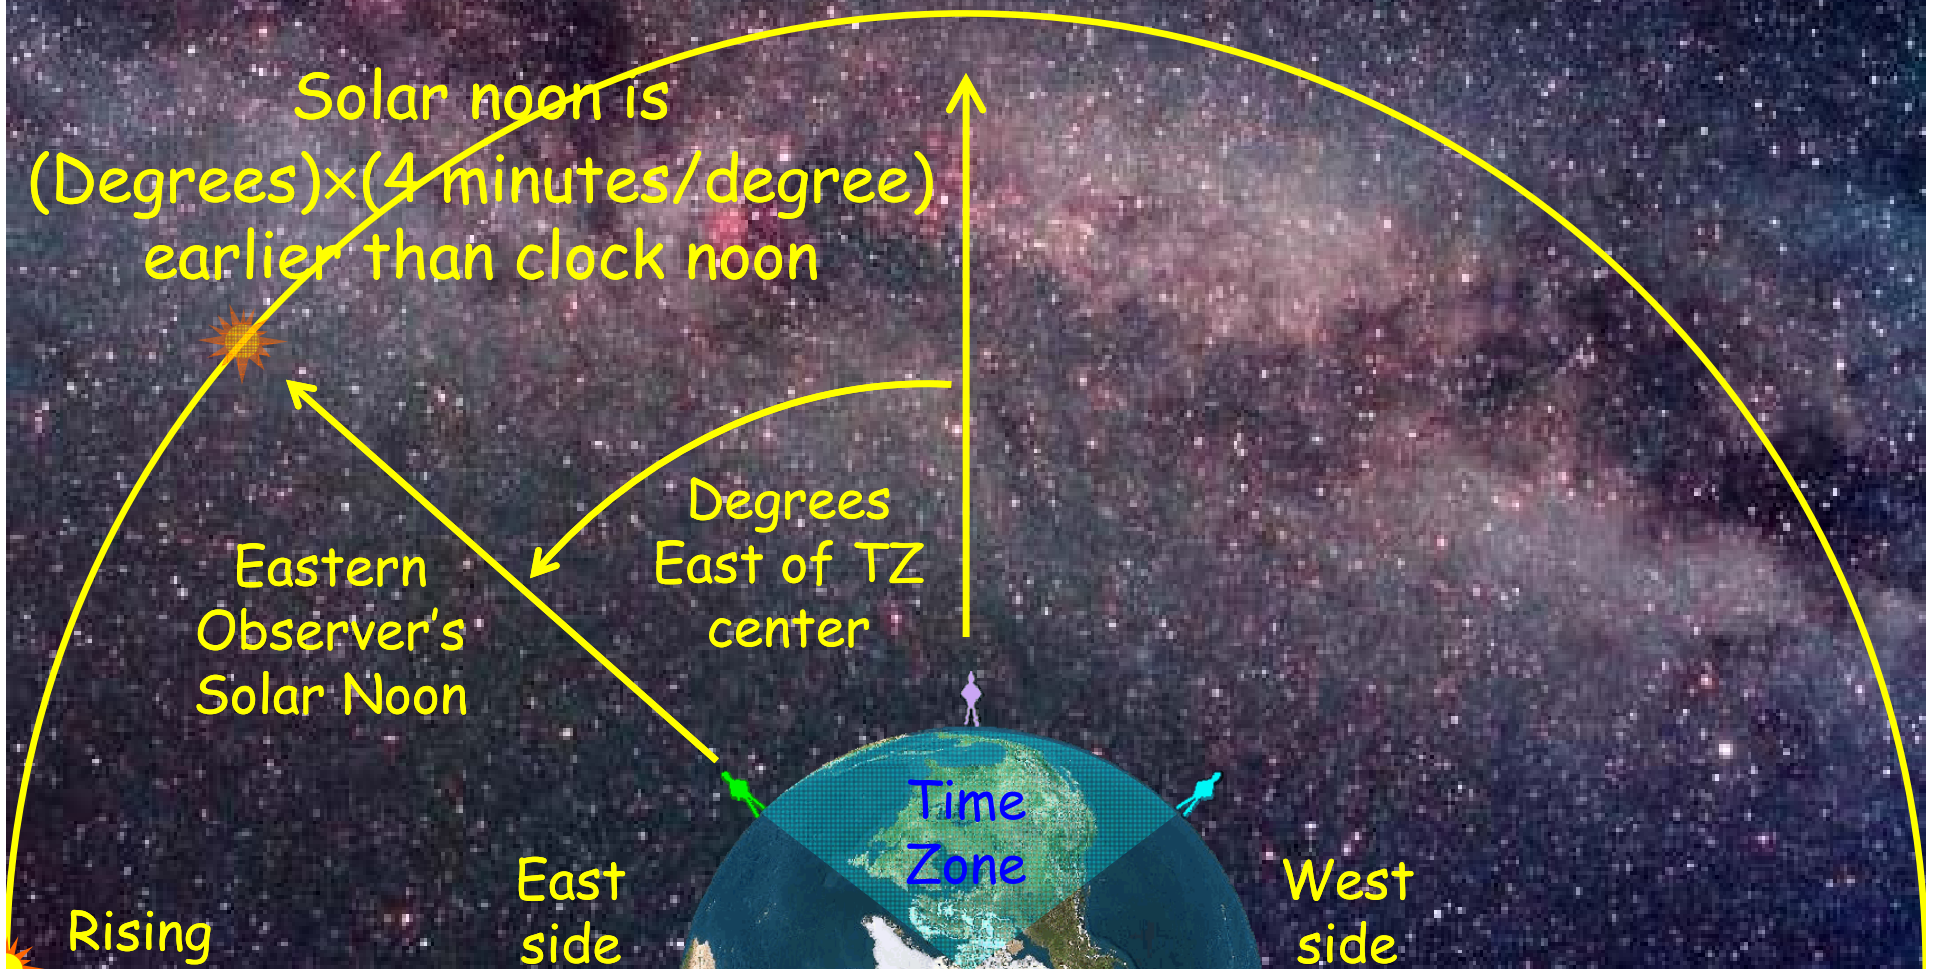 Solar noon is
(Degrees)×(4 minutes/degree)
earlier than clock noon
Degrees
East of TZ
center
Eastern
Observer's
Solar Noon
Time
Zone
East
side
West
side
Rising